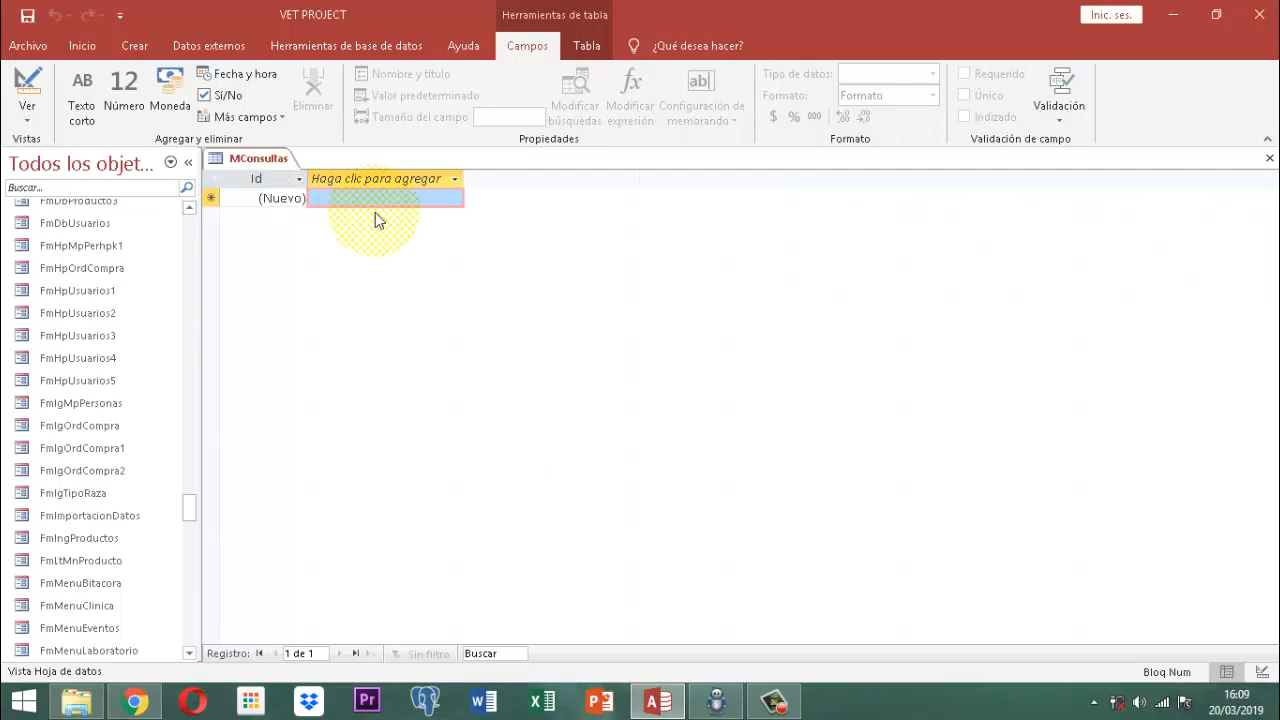 VET PROJECT
Herramientas de tabla
Inic. ses.
Archivo
Inicio
Crear
Datos externos
Herramientas de base de datos
Ayuda
Campos
Tabla
¿Qué desea hacer?
Ver
Vistas
AB
Texto
corto
12
Número
Moneda
Fecha y hora
Sí/No
Más campos
Eliminar
Agregar y eliminar
Nombre y título
Valor predeterminado
Tamaño del campo
Modificar
búsquedas
fx
Modificar
expresión
ab
Configuración de
memorando
Propiedades
Tipo de datos:
Formato:
Formato
$ % 000
Formato
Requerido
Único
Indizado
Validación
Validación de campo
Todos los objet...
Buscar...
FmDbProducto3
FmDbUsuarios
FmHpMpPerhpk1
FmHpOrdCompra
FmHpUsuarios1
FmHpUsuarios2
FmHpUsuarios3
FmHpUsuarios4
FmHpUsuarios5
FmIgMpPersonas
FmIgOrdCompra
FmIgOrdCompra1
FmIgOrdCompra2
FmIgTipoRaza
FmImportacionDatos
FmIngProductos
FmLtMnProducto
FmMenuBitacora
FmMenuClinica
FmMenuEventos
FmMenuLaboratorio
MConsultas
Id
Haga clic para agregar
(Nuevo)
Registro:
1 de 1
Sin filtro
Buscar
Vista Hoja de datos
Bloq Num
Pr
16:09
20/03/2019